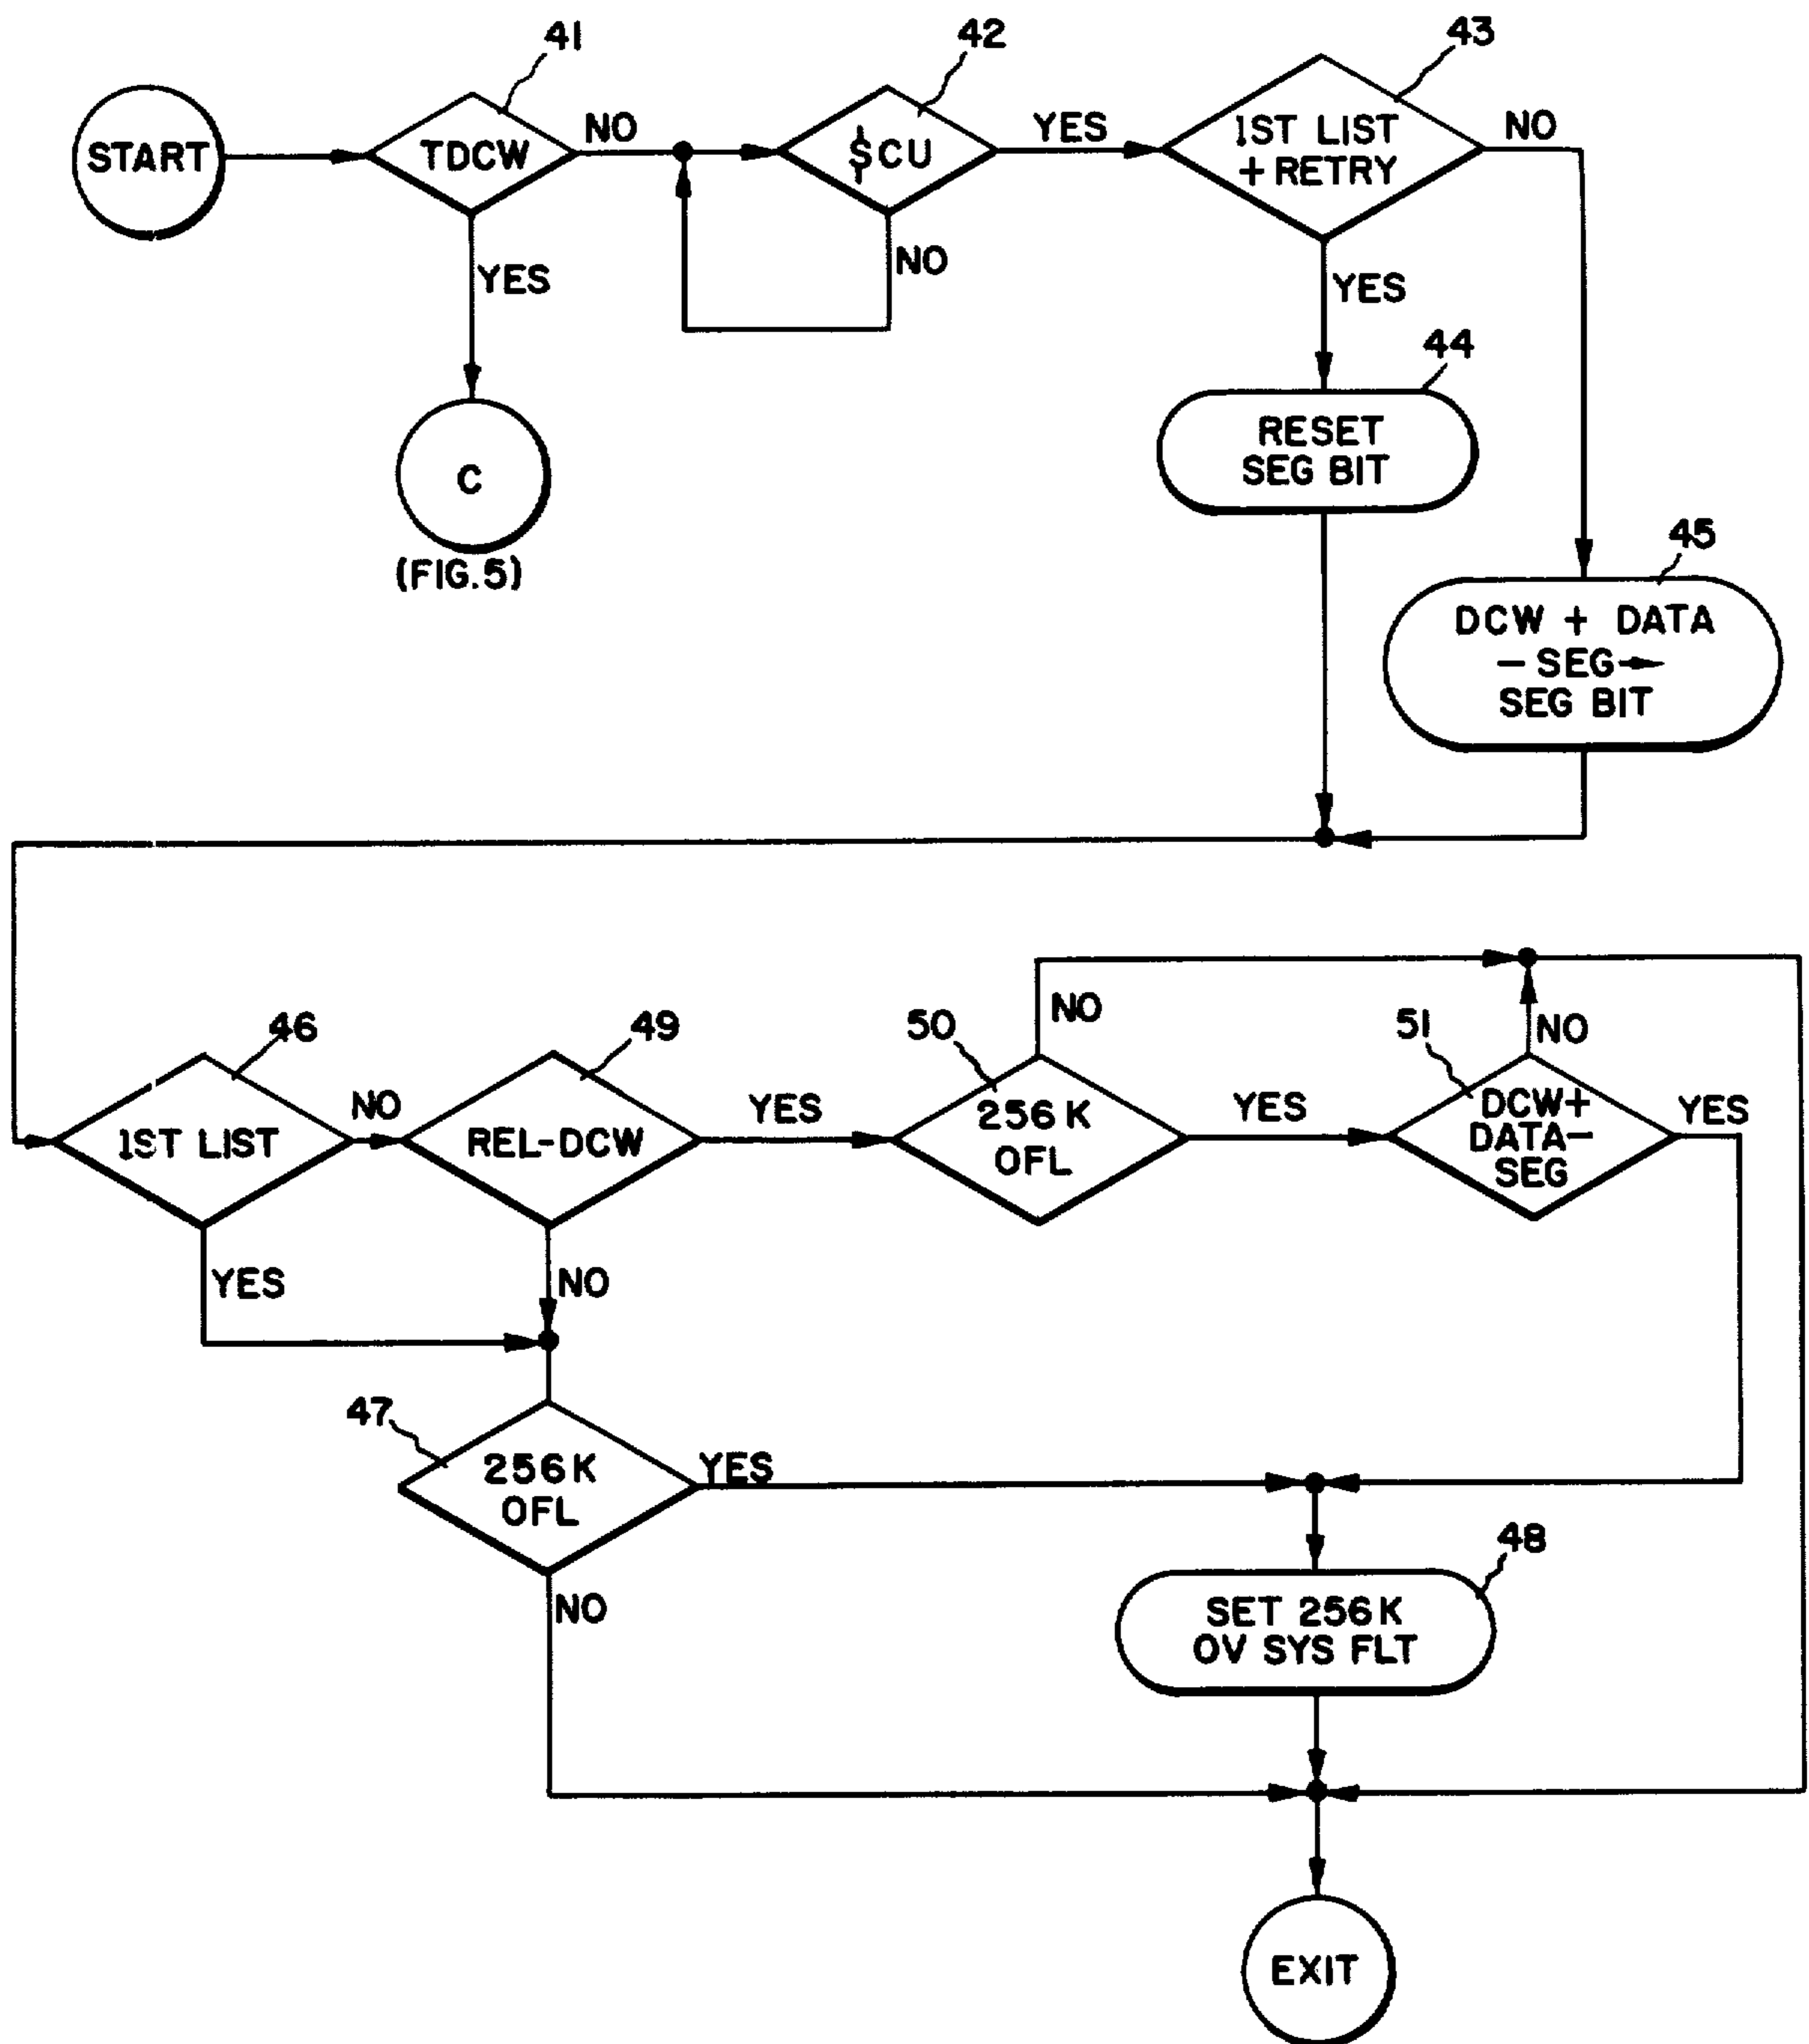 START
41
TDCW
NO
YES
C
(FIG.5)
42
$CU
YES
NO
43
1ST LIST
+ RETRY
NO
YES
44
RESET
SEG BIT
45
DCW + DATA
- SEG →
SEG BIT
46
1ST LIST
NO
YES
49
REL-DCW
YES
NO
50
256K
OFL
NO
YES
51
DCW+
DATA-
SEG
NO
YES
47
256K
OFL
YES
NO
48
SET 256K
OV SYS FLT
EXIT